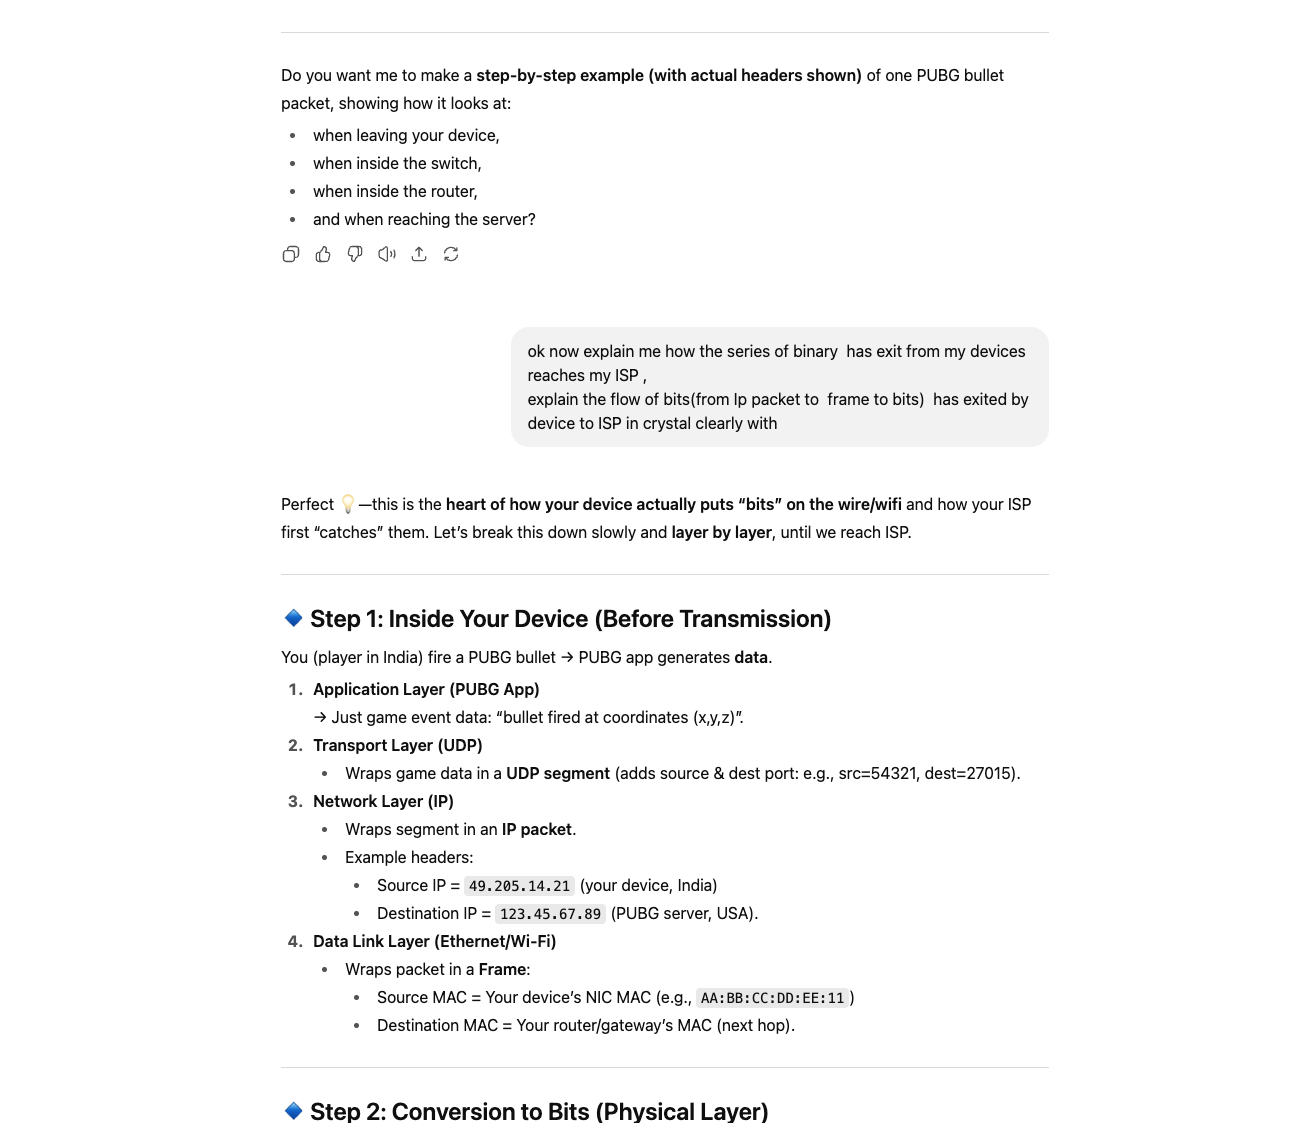 Do you want me to make a step-by-step example (with actual headers shown) of one PUBG bullet
packet, showing how it looks at:
• when leaving your device,
• when inside the switch,
• when inside the router,
• and when reaching the server?
ok now explain me how the series of binary  has exit from my devices
reaches my ISP ,
explain the flow of bits(from Ip packet to  frame to bits)  has exited by
device to ISP in crystal clearly with
Perfect 💡—this is the heart of how your device actually puts “bits” on the wire/wifi and how your ISP
first “catches” them. Let’s break this down slowly and layer by layer, until we reach ISP.
🔹 Step 1: Inside Your Device (Before Transmission)
You (player in India) fire a PUBG bullet → PUBG app generates data.
1. Application Layer (PUBG App)
→ Just game event data: “bullet fired at coordinates (x,y,z)”.
2. Transport Layer (UDP)
• Wraps game data in a UDP segment (adds source & dest port: e.g., src=54321, dest=27015).
3. Network Layer (IP)
• Wraps segment in an IP packet.
• Example headers:
• Source IP = 49.205.14.21 (your device, India)
• Destination IP = 123.45.67.89 (PUBG server, USA).
4. Data Link Layer (Ethernet/Wi-Fi)
• Wraps packet in a Frame:
• Source MAC = Your device’s NIC MAC (e.g., AA:BB:CC:DD:EE:11)
• Destination MAC = Your router/gateway’s MAC (next hop).
🔹 Step 2: Conversion to Bits (Physical Layer)